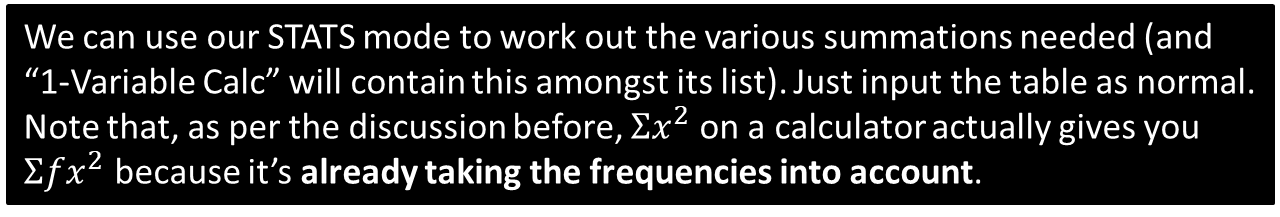 We can use our STATS mode to work out the various summations needed (and
“1-Variable Calc” will contain this amongst its list). Just input the table as normal.
Note that, as per the discussion before, Σ𝑥² on a calculator actually gives you
Σ𝑓𝑥² because it’s already taking the frequencies into account.